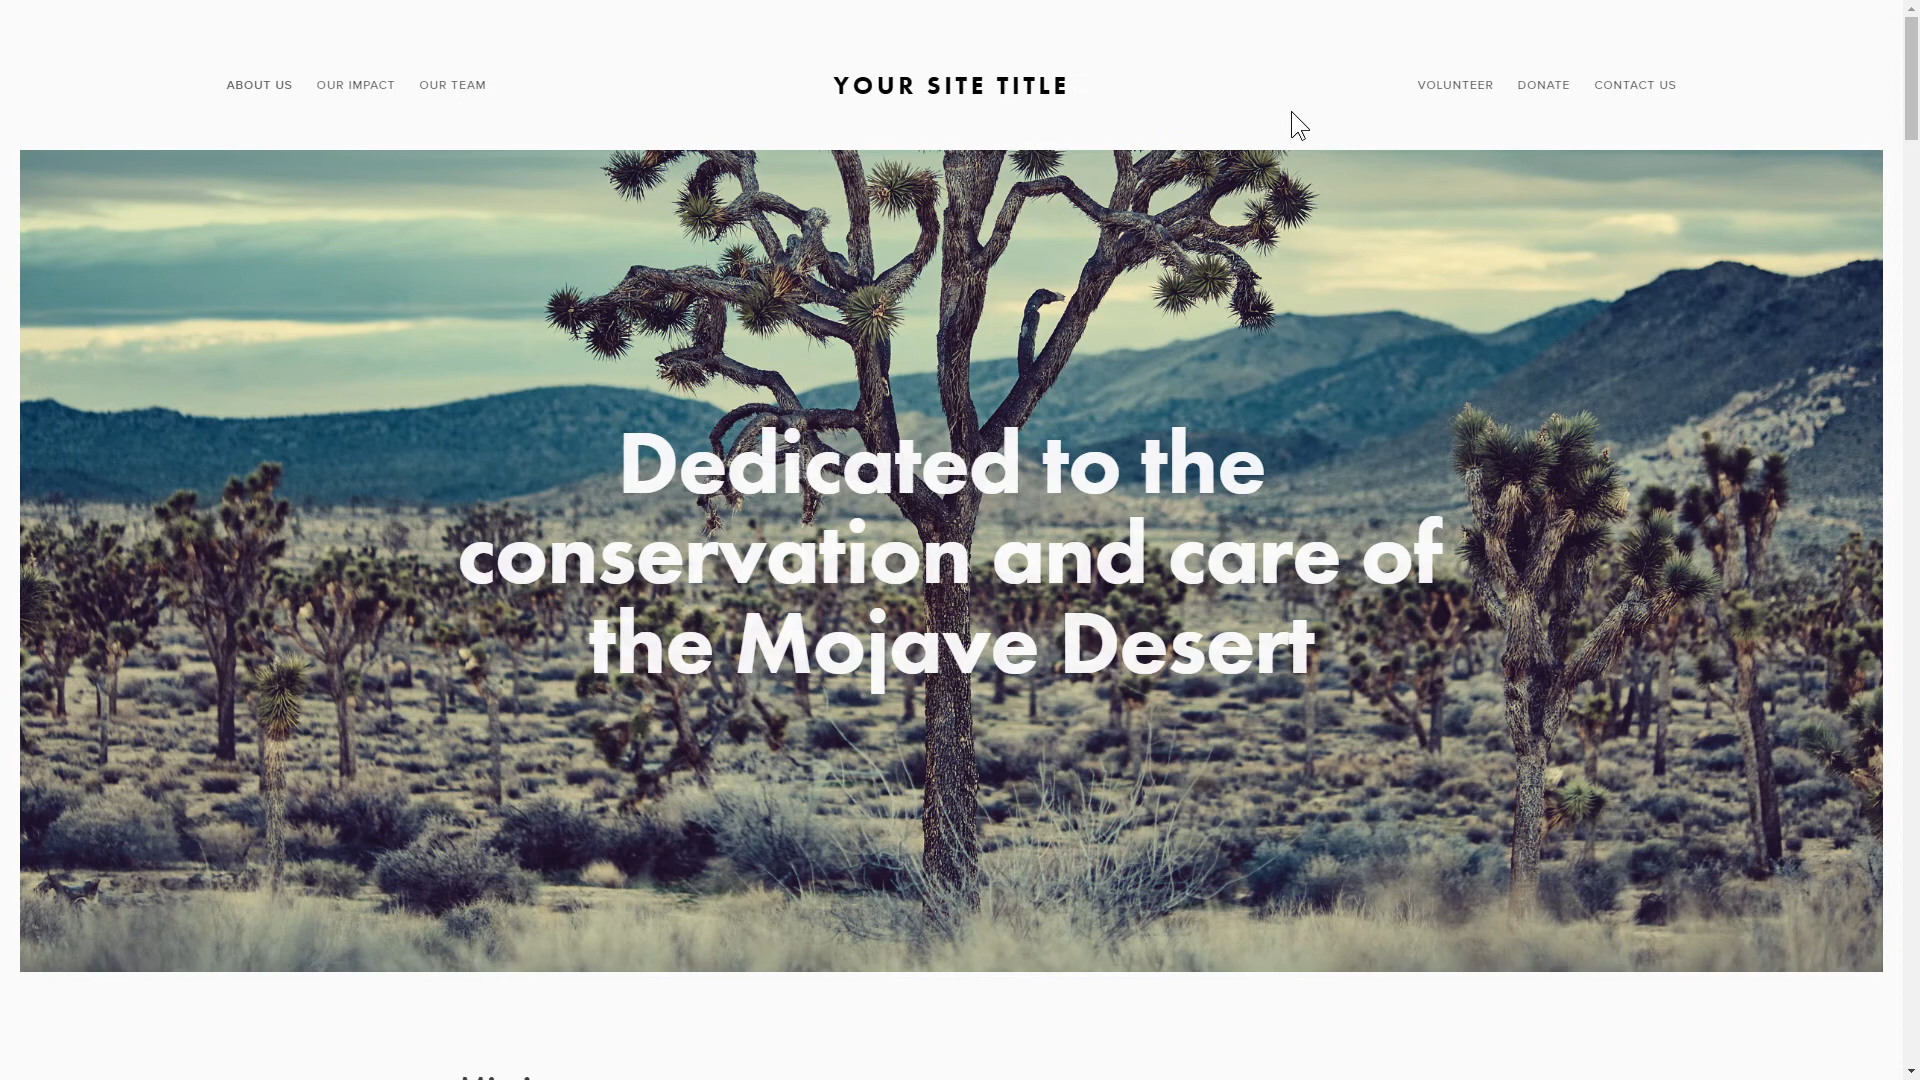 ABOUT US OUR IMPACT OUR TEAM YOUR SITE TITLE VOLUNTEER DONATE CONTACT US
Dedicated to the
conservation and care of
the Mojave Desert